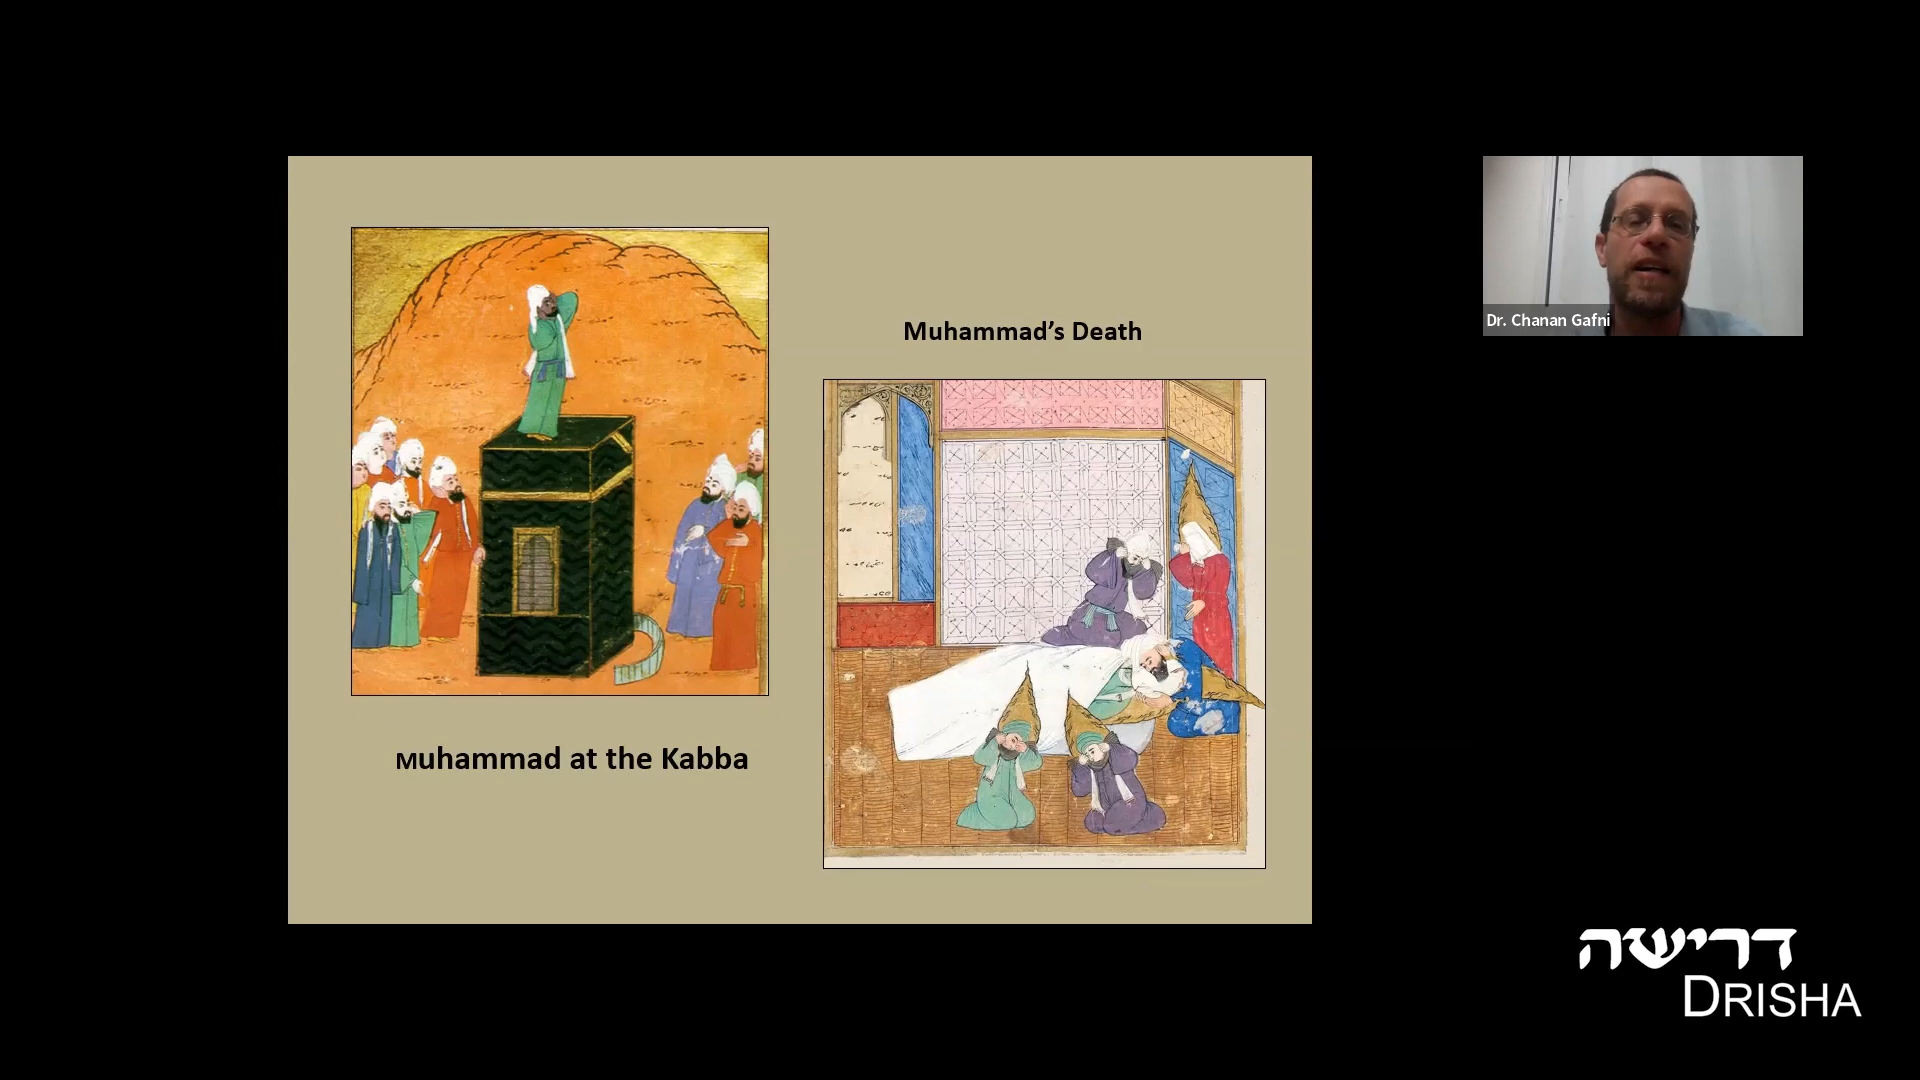 Muhammad's Death
Muhammad at the Kabba
Dr. Chanan Gafni
דרישה
DRISHA